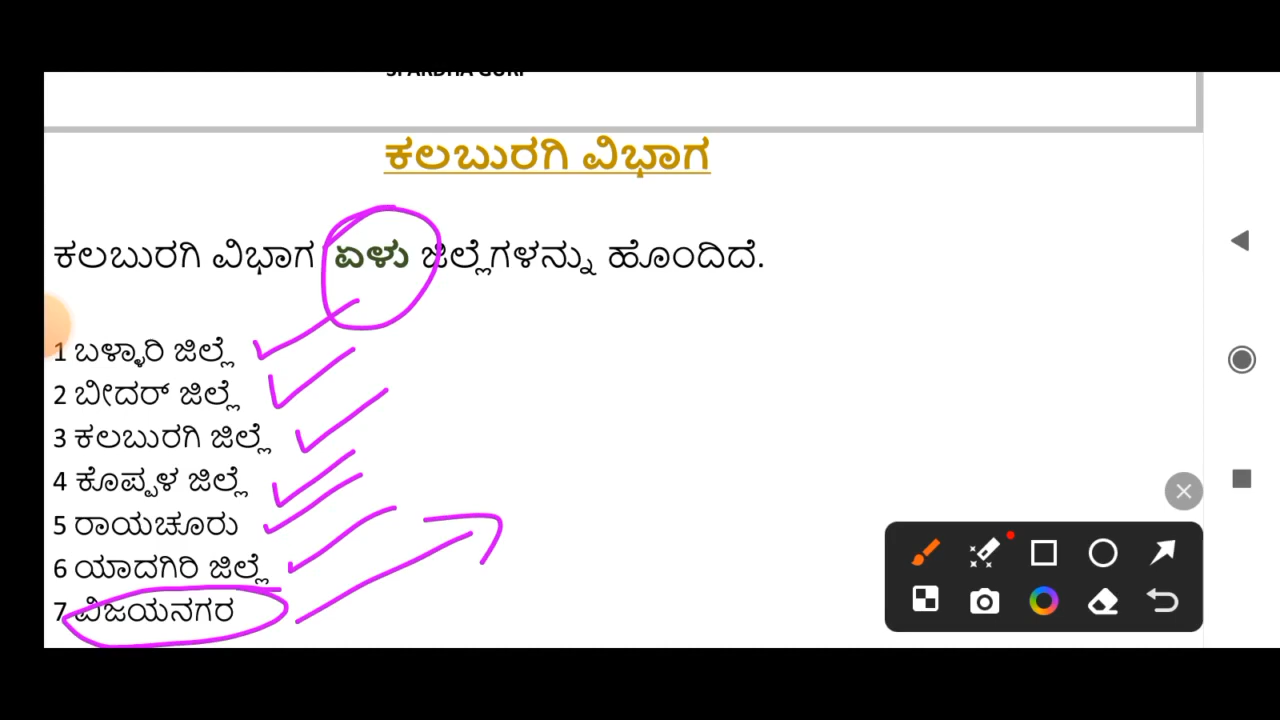 ಕಲಬುರಗಿ ವಿಭಾಗ
ಕಲಬುರಗಿ ವಿಭಾಗ ಏಳು ಜಿಲ್ಲೆಗಳನ್ನು ಹೊಂದಿದೆ.
1 ಬಳ್ಳಾರಿ ಜಿಲ್ಲೆ
2 ಬೀದರ್ ಜಿಲ್ಲೆ
3 ಕಲಬುರಗಿ ಜಿಲ್ಲೆ
4 ಕೊಪ್ಪಳ ಜಿಲ್ಲೆ
5 ರಾಯಚೂರು
6 ಯಾದಗಿರಿ ಜಿಲ್ಲೆ
7 ವಿಜಯನಗರ